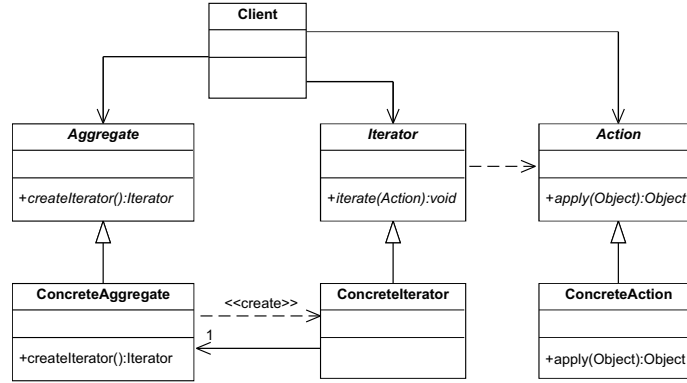 Client
Aggregate
Iterator
Action
+createIterator():Iterator
+iterate(Action):void
+apply(Object):Object
ConcreteAggregate
<<create>>
ConcreteIterator
ConcreteAction
1
+createIterator():Iterator
+apply(Object):Object